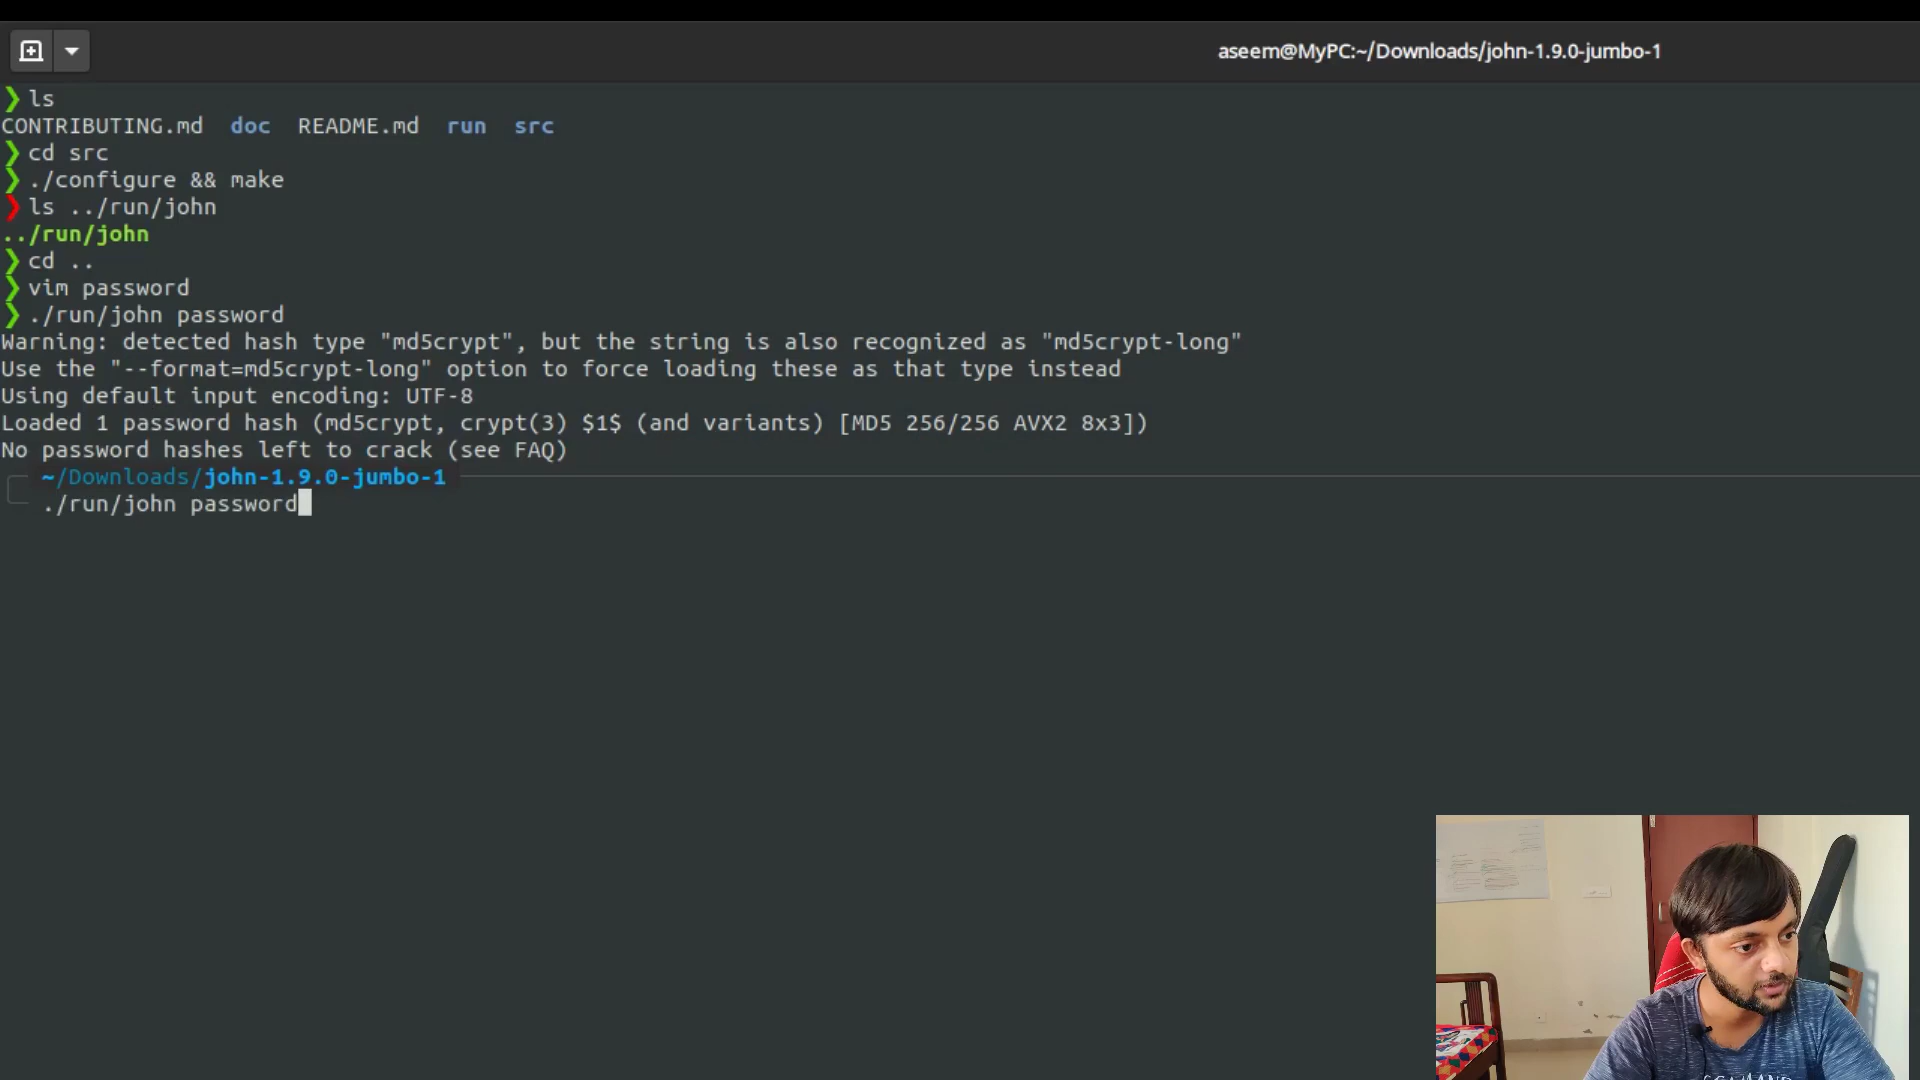 aseem@MyPC:~/Downloads/john-1.9.0-jumbo-1
❯ ls
CONTRIBUTING.md doc README.md run src
❯ cd src
❯ ./configure && make
❯ ls ../run/john
../run/john
❯ cd ..
❯ vim password
❯ ./run/john password
Warning: detected hash type "md5crypt", but the string is also recognized as "md5crypt-long"
Use the "--format=md5crypt-long" option to force loading these as that type instead
Using default input encoding: UTF-8
Loaded 1 password hash (md5crypt, crypt(3) $1$ (and variants) [MD5 256/256 AVX2 8x3])
No password hashes left to crack (see FAQ)
~/Downloads/john-1.9.0-jumbo-1
./run/john password